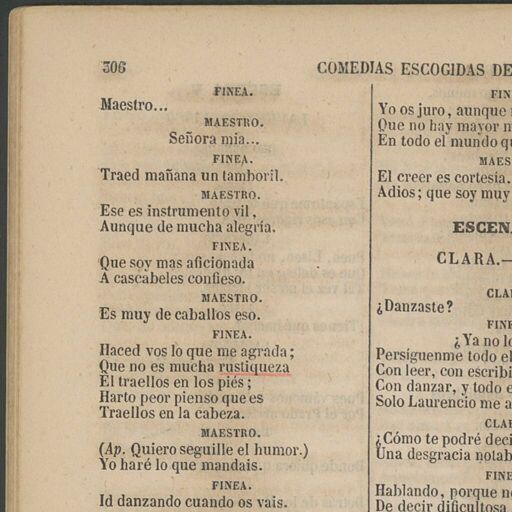 306
COMEDIAS ESCOGIDAS DE
FINEA.
Maestro...
MAESTRO.
Señora mia...
FINEA.
Traed mañana un tamboril.
MAESTRO.
Ese es instrumento vil,
Aunque de mucha alegría.
FINEA.
Que soy mas aficionada
A cascabeles confieso.
MAESTRO.
Es muy de caballos eso.
FINEA.
Haced vos lo que me agrada;
Que no es mucha rustiqueza
El traellos en los piés;
Harto peor pienso que es
Traellos en la cabeza.
MAESTRO.
(Ap. Quiero seguille el humor.)
Yo haré lo que mandais.
FINEA.
Id danzando cuando os vais.
FIN
Yo os juro, aunque
Que no hay mayor m
En todo el mundo qu
MAES
El creer es cortesía.
Adios; que soy muy
ESCEN
CLARA.—
CLA
¿Danzaste?
FINE
¿Ya no lo
Persíguenme todo el
Con leer, con escribi
Con danzar, y todo e
Solo Laurencio me a
CLAR
¿Cómo te podré deci
Una desgracia notab
FINE
Hablando, porque no
De decir dificultosa